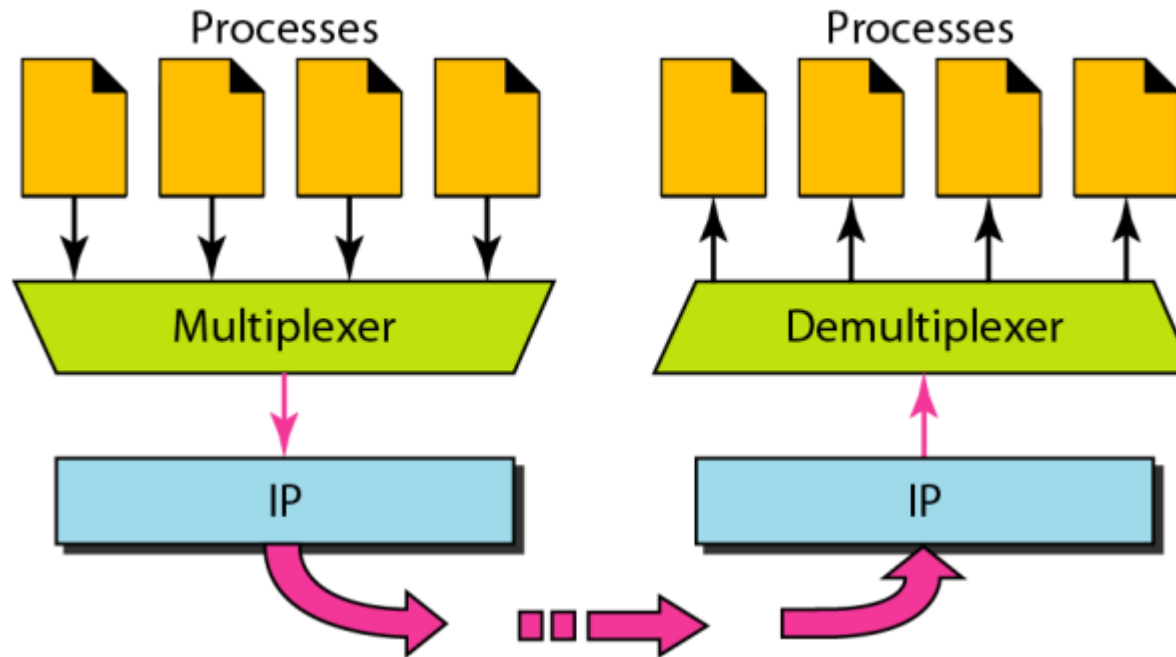 Processes
Processes
Multiplexer
Demultiplexer
IP
IP